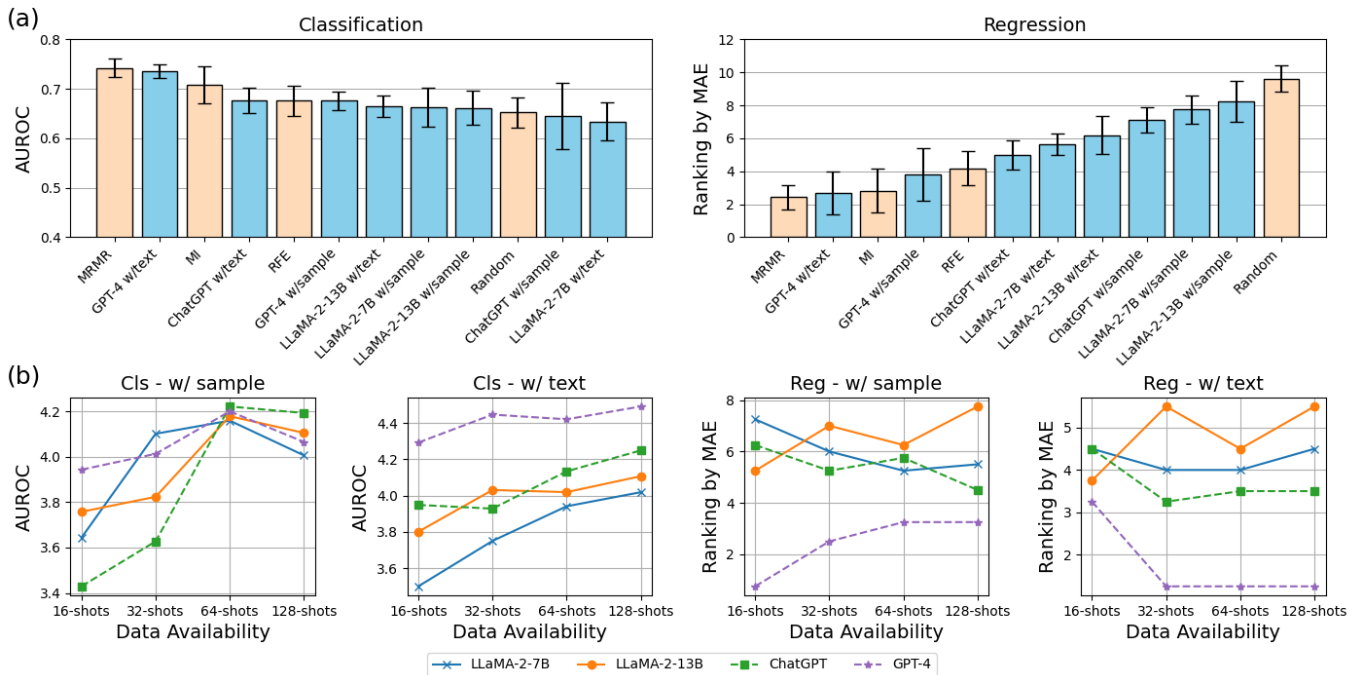 (a)
Classification
AUROC
0.8
0.7
0.6
0.5
0.4
MRMR
GPT-4 w/text
MI
ChatGPT w/text
RFE
GPT-4 w/sample
LLaMA-2-13B w/text
LLaMA-2-7B w/sample
LLaMA-2-13B w/sample
Random
ChatGPT w/sample
LLaMA-2-7B w/text
Regression
Ranking by MAE
12
10
8
6
4
2
0
MRMR
GPT-4 w/text
MI
GPT-4 w/sample
RFE
ChatGPT w/text
LLaMA-2-7B w/text
LLaMA-2-13B w/text
ChatGPT w/sample
LLaMA-2-7B w/sample
LLaMA-2-13B w/sample
Random
(b)
Cls - w/ sample
AUROC
4.2
4.0
3.8
3.6
3.4
16-shots 32-shots 64-shots 128-shots
Data Availability
Cls - w/ text
AUROC
4.4
4.2
4.0
3.8
3.6
16-shots 32-shots 64-shots 128-shots
Data Availability
Reg - w/ sample
Ranking by MAE
8
6
4
2
16-shots 32-shots 64-shots 128-shots
Data Availability
Reg - w/ text
Ranking by MAE
5
4
3
2
16-shots 32-shots 64-shots 128-shots
Data Availability
LLaMA-2-7B LLaMA-2-13B ChatGPT GPT-4